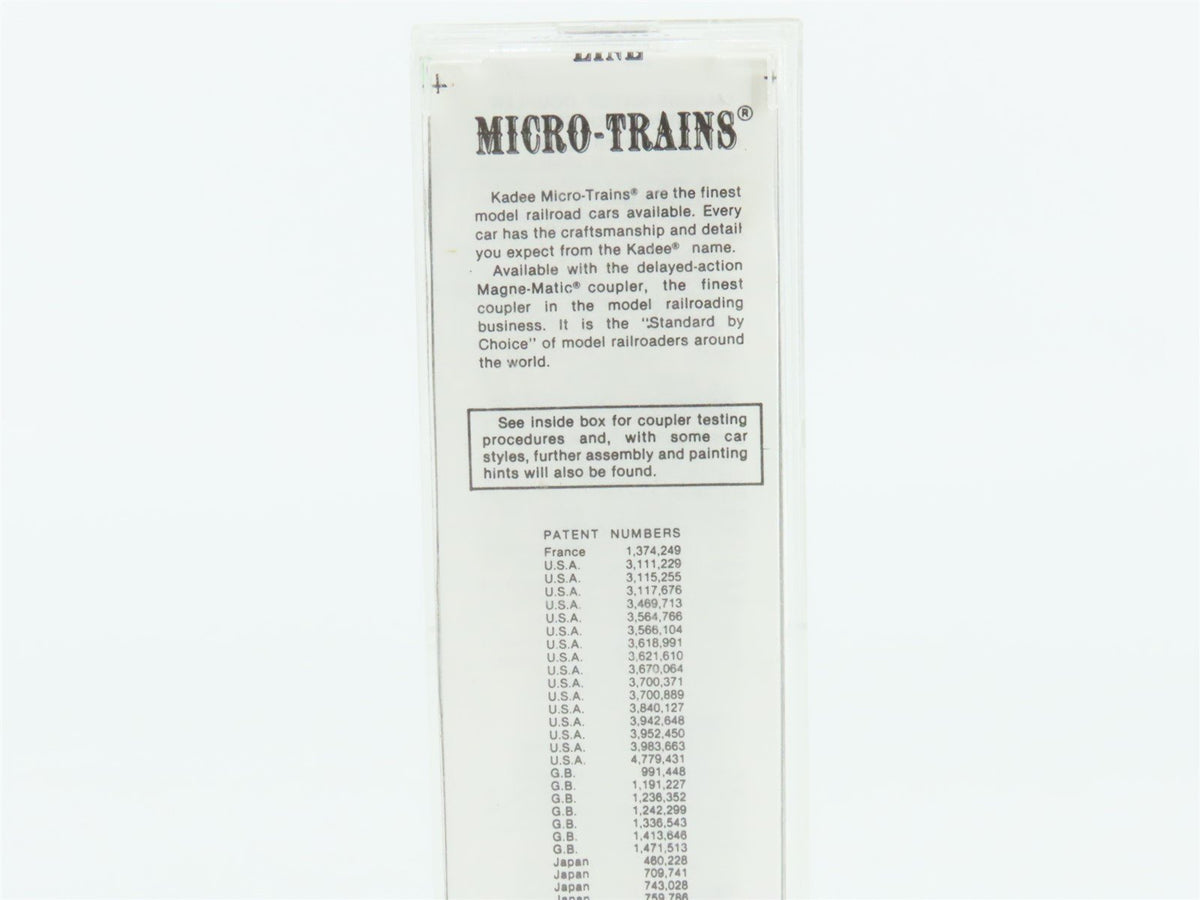 LINE
MICRO-TRAINS®
Kadee Micro-Trains® are the finest
model railroad cars available. Every
car has the craftsmanship and detail
you expect from the Kadee® name.
Available with the delayed-action
Magne-Matic® coupler, the finest
coupler in the model railroading
business. It is the "Standard by
Choice" of model railroaders around
the world.
See inside box for coupler testing
procedures and, with some car
styles, further assembly and painting
hints will also be found.
PATENT NUMBERS
France 1,374,249
U.S.A. 3,111,229
U.S.A. 3,115,255
U.S.A. 3,117,676
U.S.A. 3,469,713
U.S.A. 3,564,766
U.S.A. 3,566,104
U.S.A. 3,618,991
U.S.A. 3,621,610
U.S.A. 3,670,064
U.S.A. 3,700,371
U.S.A. 3,700,889
U.S.A. 3,840,127
U.S.A. 3,942,648
U.S.A. 3,952,450
U.S.A. 3,983,663
U.S.A. 4,779,431
G.B. 991,448
G.B. 1,191,227
G.B. 1,236,352
G.B. 1,242,299
G.B. 1,336,543
G.B. 1,413,646
G.B. 1,471,513
Japan 460,228
Japan 709,741
Japan 743,028
Japan 759,786